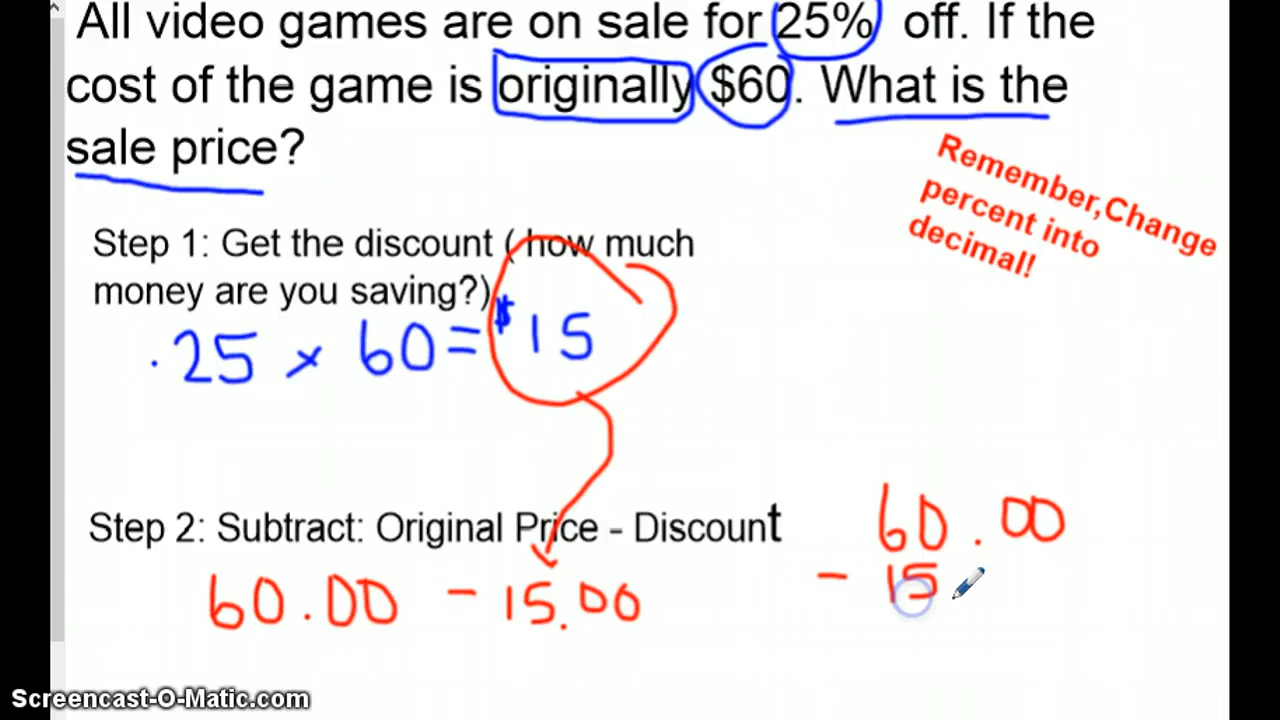 All video games are on sale for 25% off. If the
cost of the game is originally $60. What is the
sale price?
Remember,Change
percent into
decimal!
Step 1: Get the discount ( how much
money are you saving?)
.25 x 60 = $15
Step 2: Subtract: Original Price - Discount
60.00 - 15.00
60.00
- 15
Screencast-O-Matic.com